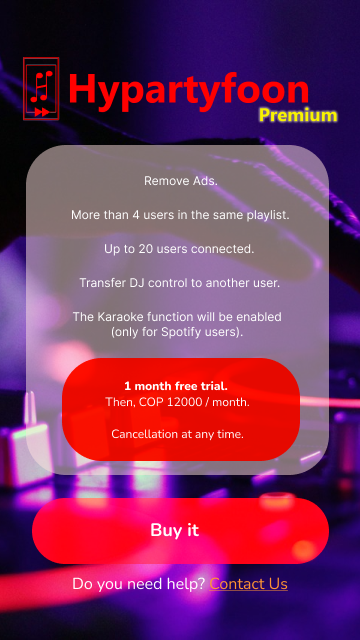 Hypartyfoon
Premium
Remove Ads.
More than 4 users in the same playlist.
Up to 20 users connected.
Transfer DJ control to another user.
The Karaoke function will be enabled
(only for Spotify users).
1 month free trial.
Then, COP 12000 / month.
Cancellation at any time.
Buy it
Do you need help? Contact Us